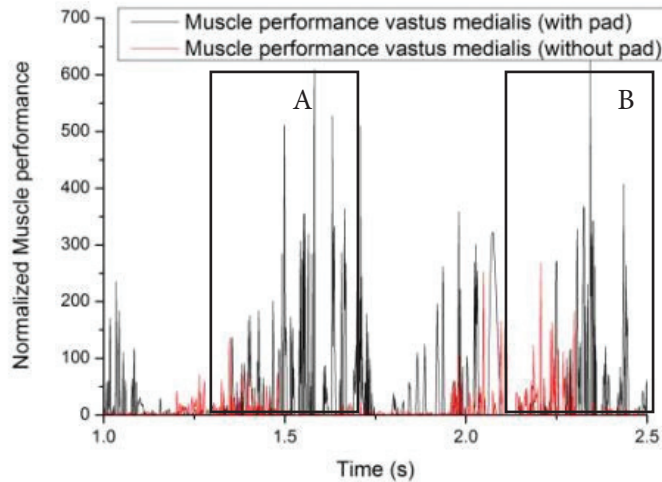 700
Muscle performance vastus medialis (with pad)
Muscle performance vastus medialis (without pad)
600
A
B
500
400
300
200
100
0
1.0
1.5
2.0
2.5
Normalized Muscle performance
Time (s)